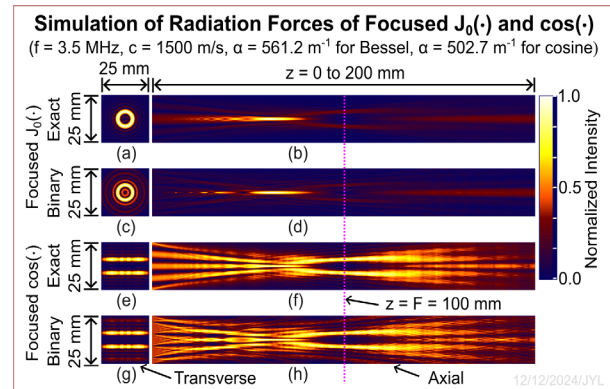 Simulation of Radiation Forces of Focused J₀(·) and cos(·)
(f = 3.5 MHz, c = 1500 m/s, α = 561.2 m⁻¹ for Bessel, α = 502.7 m⁻¹ for cosine)
25 mm
z = 0 to 200 mm
Focused J₀(·)
Exact
25 mm
(a)
(b)
Binary
25 mm
(c)
(d)
Focused cos(·)
Exact
25 mm
(e)
(f)
z = F = 100 mm
Binary
25 mm
(g)
Transverse
(h)
Axial
1.0
0.5
0.0
Normalized Intensity
12/12/2024/JYL